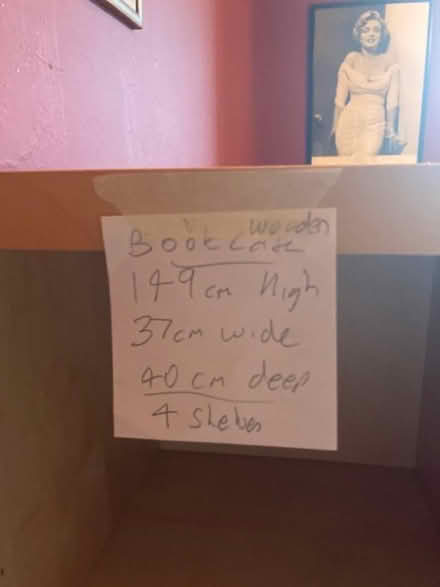 wooden
Bookcase
149cm High
37cm wide
40 cm deep
4 Shelves